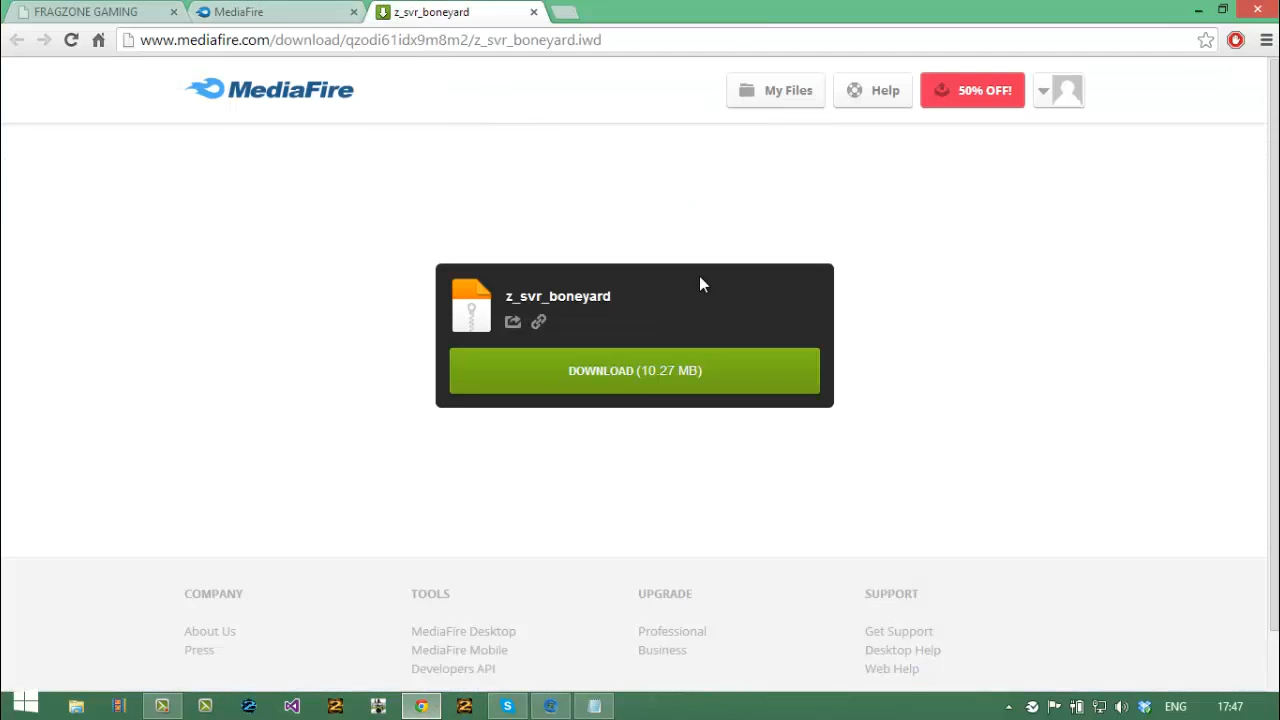 FRAGZONE GAMING
MediaFire
z_svr_boneyard
www.mediafire.com/download/qzodi61idx9m8m2/z_svr_boneyard.iwd
MediaFire
My Files
Help
50% OFF!
z_svr_boneyard
DOWNLOAD (10.27 MB)
COMPANY
About Us
Press
TOOLS
MediaFire Desktop
MediaFire Mobile
Developers API
UPGRADE
Professional
Business
SUPPORT
Get Support
Desktop Help
Web Help
ENG
17:47